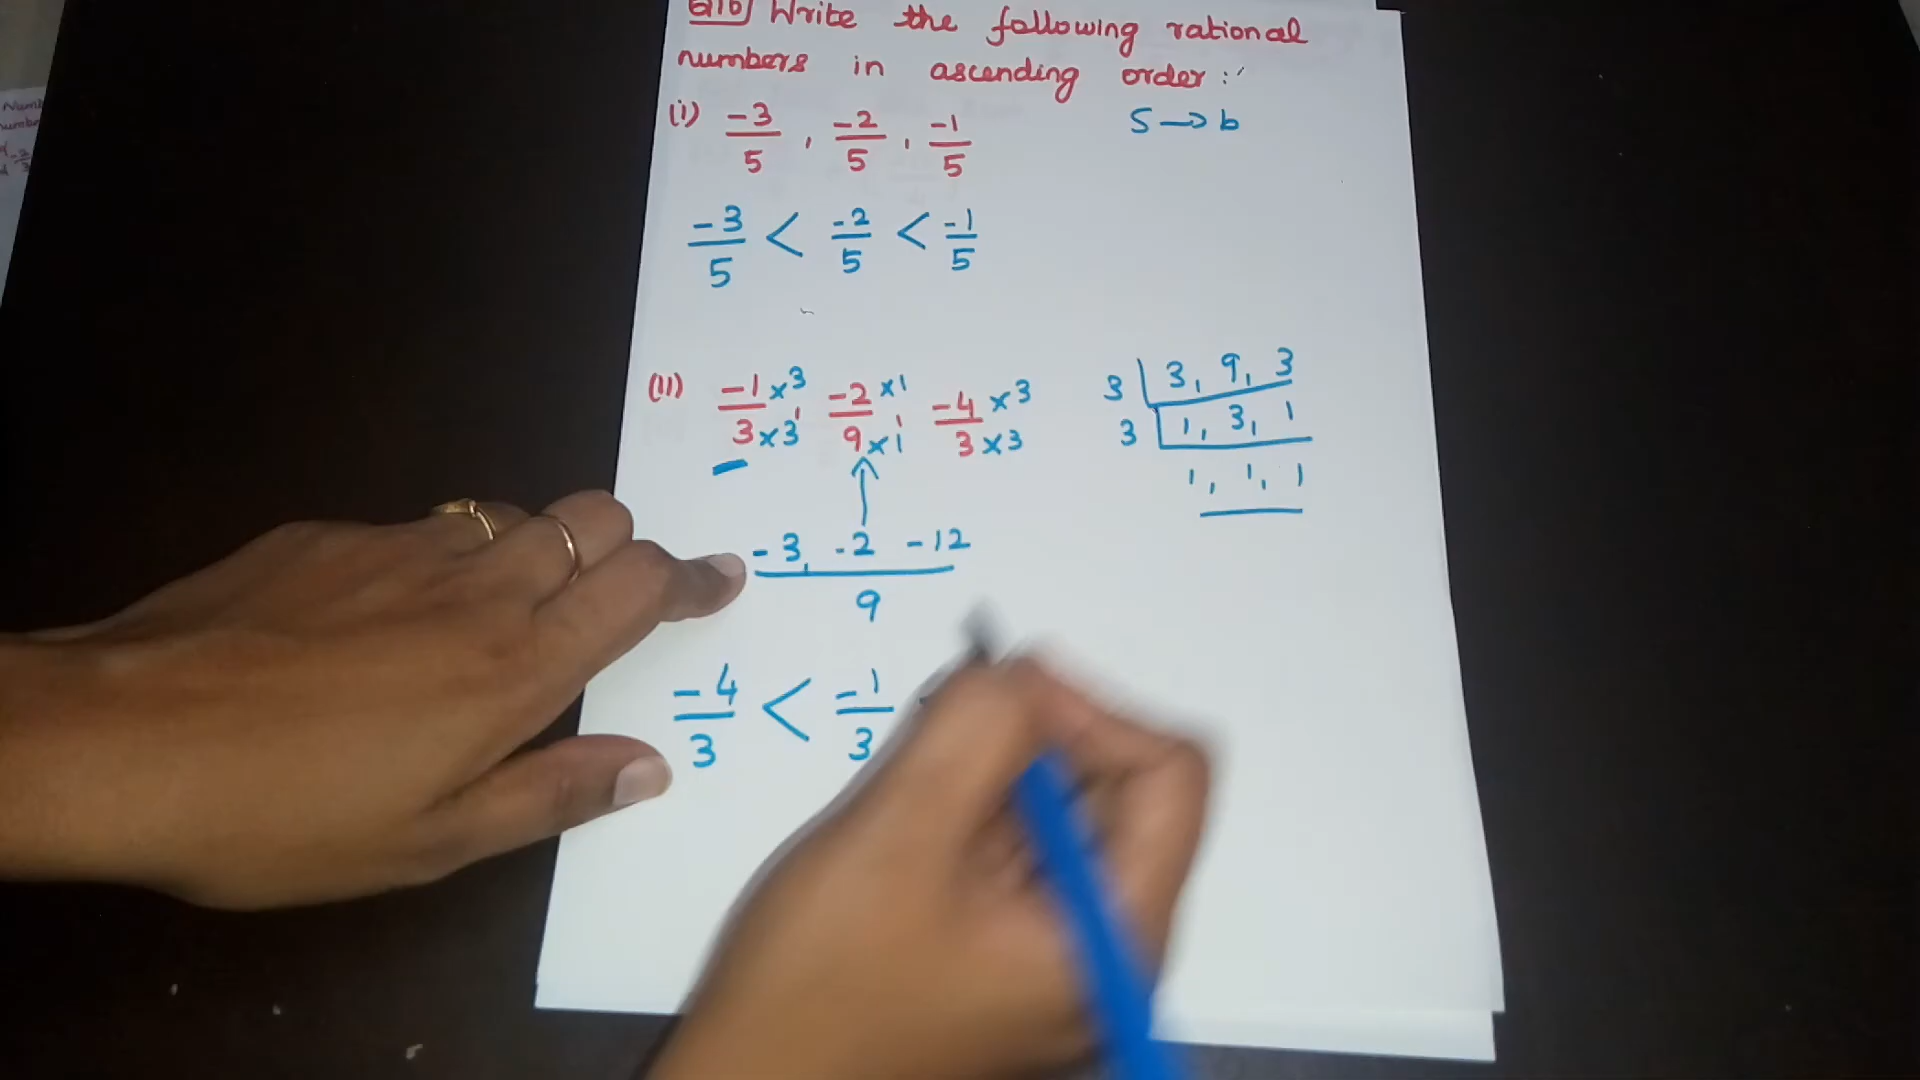 Write the following rational
numbers in ascending order :
(i) -3/5 , -2/5 , -1/5
S → b
-3/5 < -2/5 < -1/5
(ii) -1×3/3×3 , -2×1/9×1 , -4×3/3×3
3 | 3, 9, 3
3 | 1, 3, 1
1, 1, 1
-3, -2 -12
9
-4/3 < -1/3